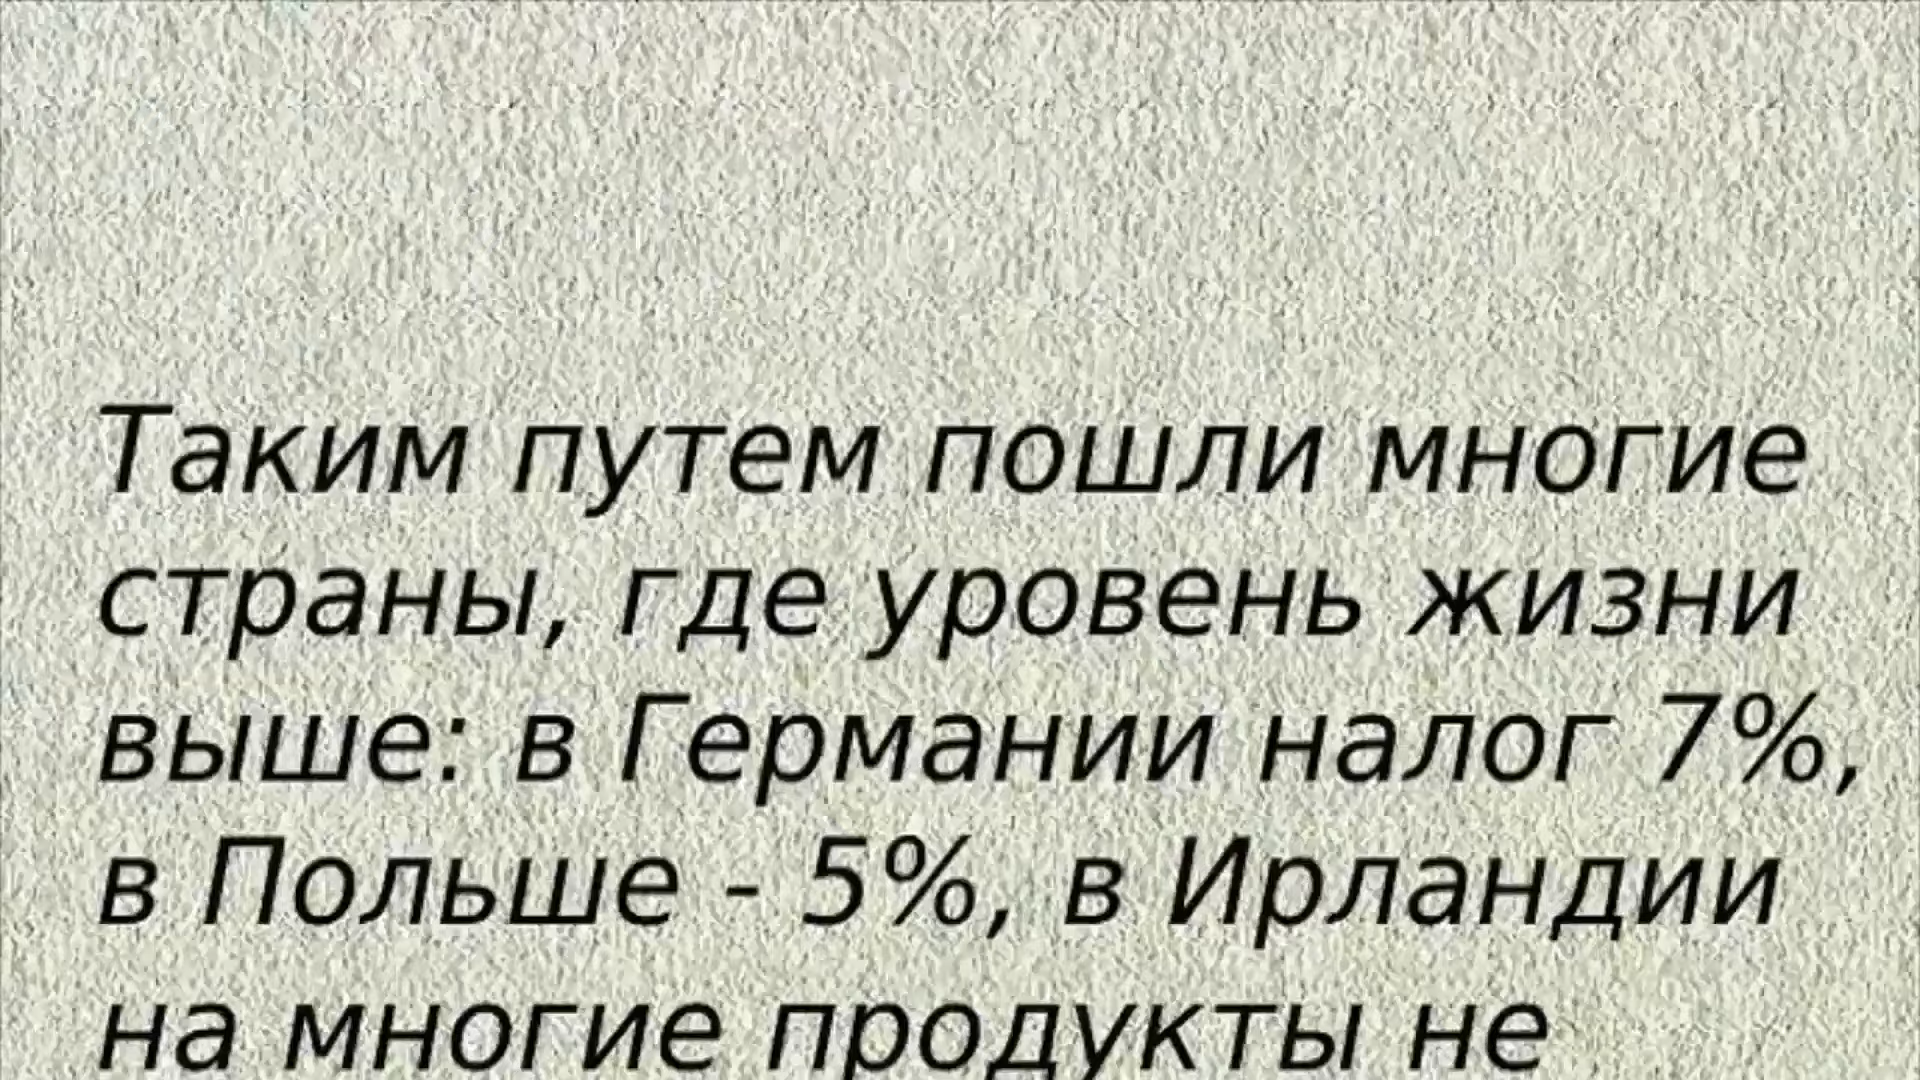 Таким путем пошли многие
страны, где уровень жизни
выше: в Германии налог 7%,
в Польше - 5%, в Ирландии
на многие продукты не